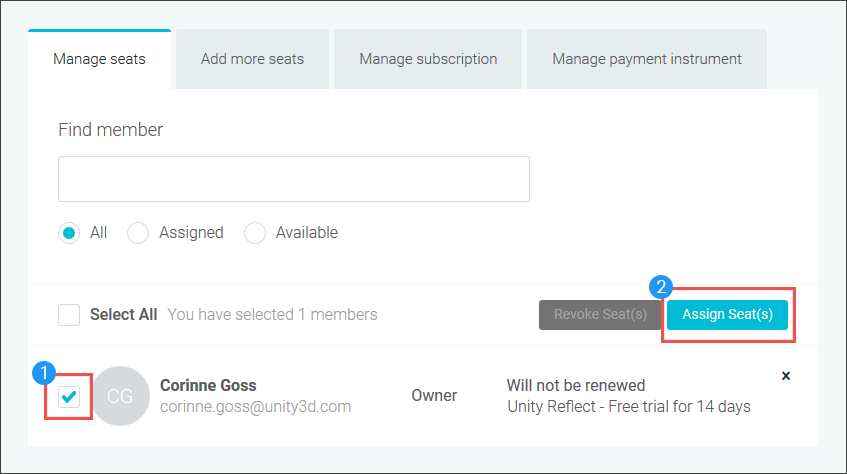 Manage seats
Add more seats
Manage subscription
Manage payment instrument
Find member
All
Assigned
Available
2
Select All
You have selected 1 members
Revoke Seat(s)
Assign Seat(s)
1
CG
Corinne Goss
corinne.goss@unity3d.com
Owner
Will not be renewed
Unity Reflect - Free trial for 14 days
×